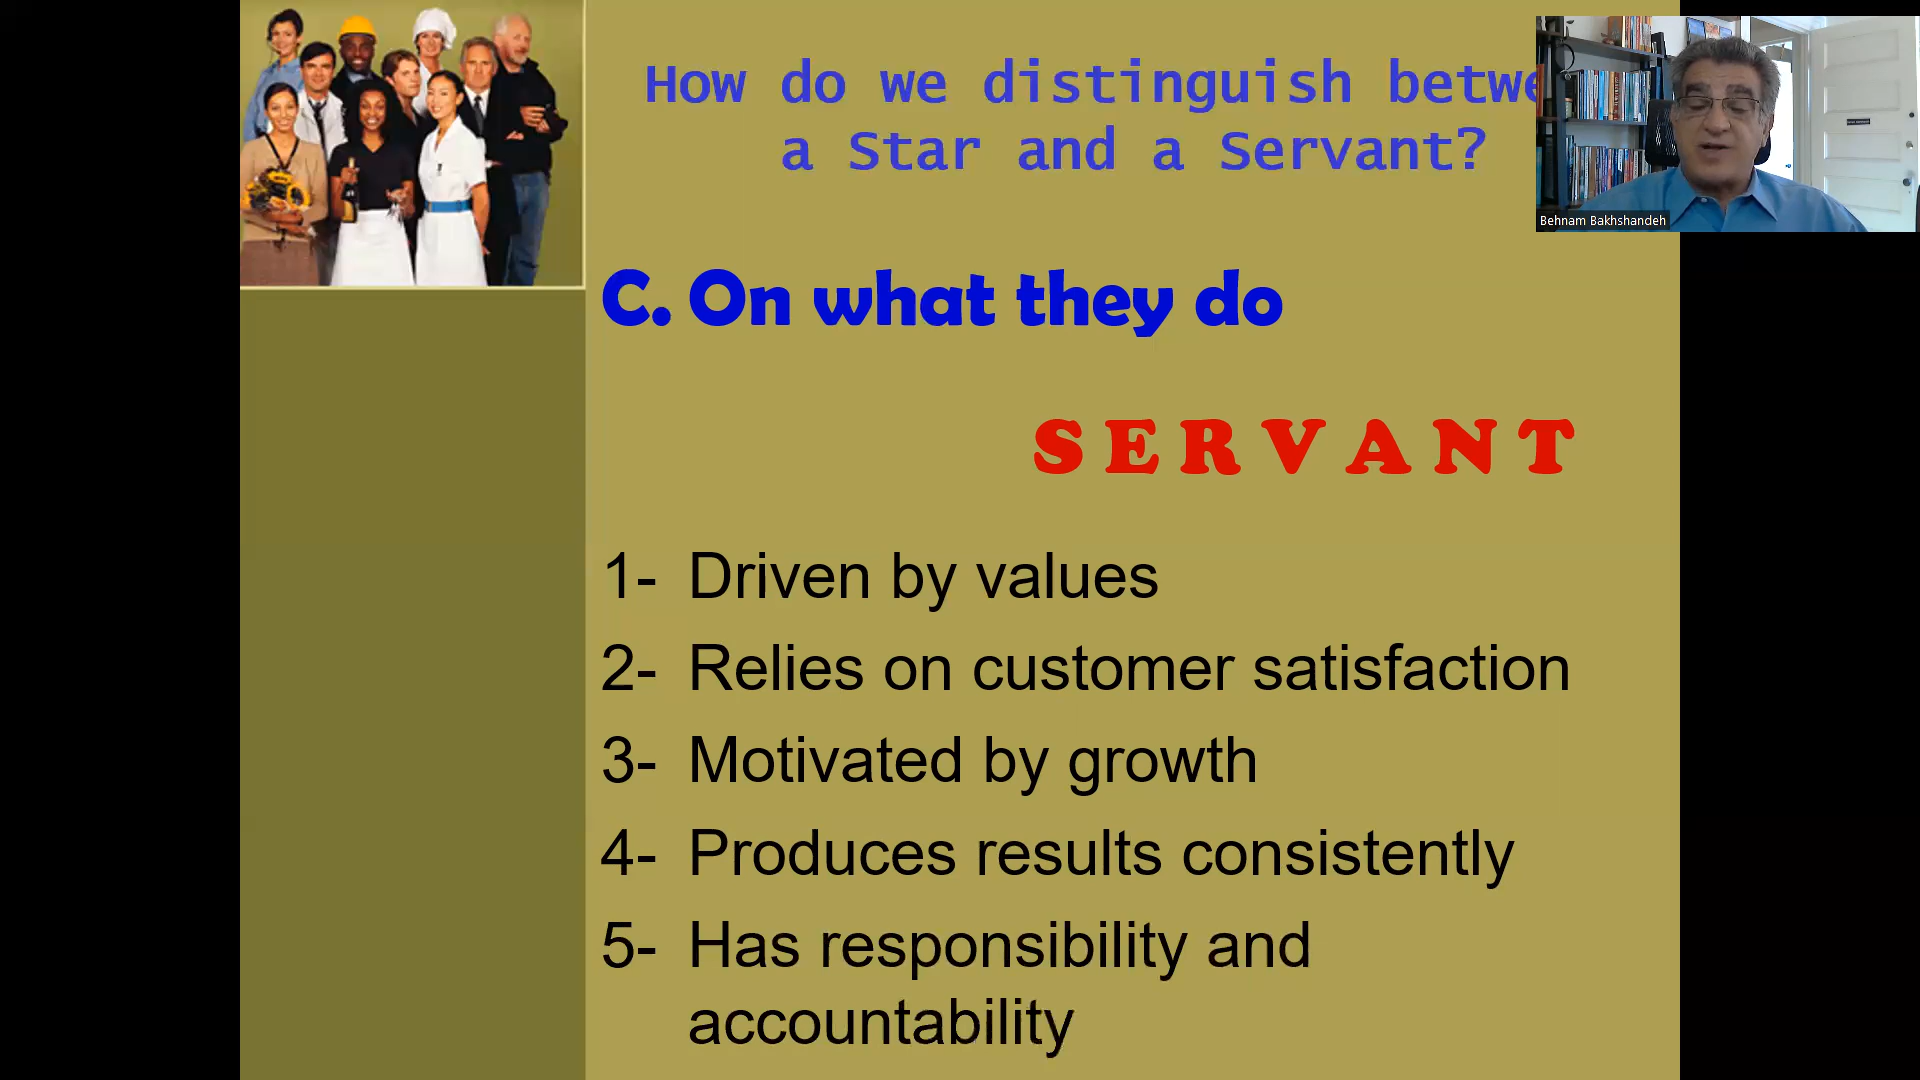 How do we distinguish betwe
a Star and a Servant?
Behnam Bakhshandeh
C. On what they do
SERVANT
1- Driven by values
2- Relies on customer satisfaction
3- Motivated by growth
4- Produces results consistently
5- Has responsibility and
accountability